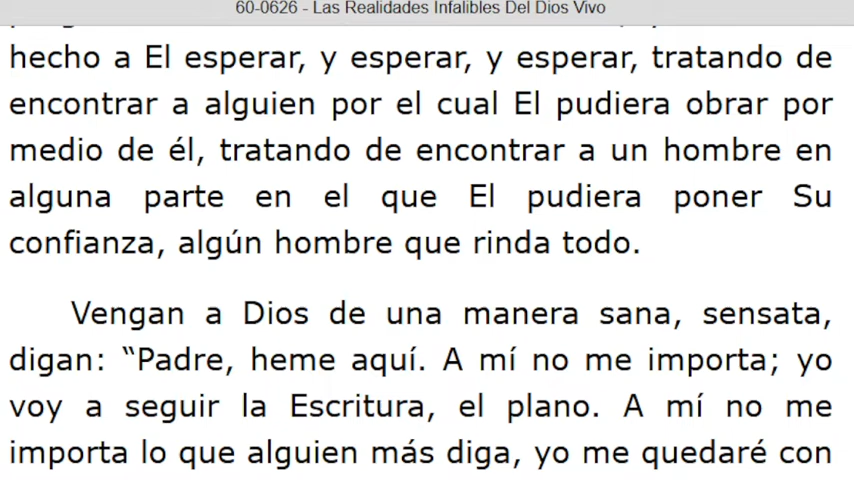 60-0626 - Las Realidades Infalibles Del Dios Vivo
hecho a El esperar, y esperar, y esperar, tratando de
encontrar a alguien por el cual El pudiera obrar por
medio de él, tratando de encontrar a un hombre en
alguna parte en el que El pudiera poner Su
confianza, algún hombre que rinda todo.
Vengan a Dios de una manera sana, sensata,
digan: “Padre, heme aquí. A mí no me importa; yo
voy a seguir la Escritura, el plano. A mí no me
importa lo que alguien más diga, yo me quedaré con